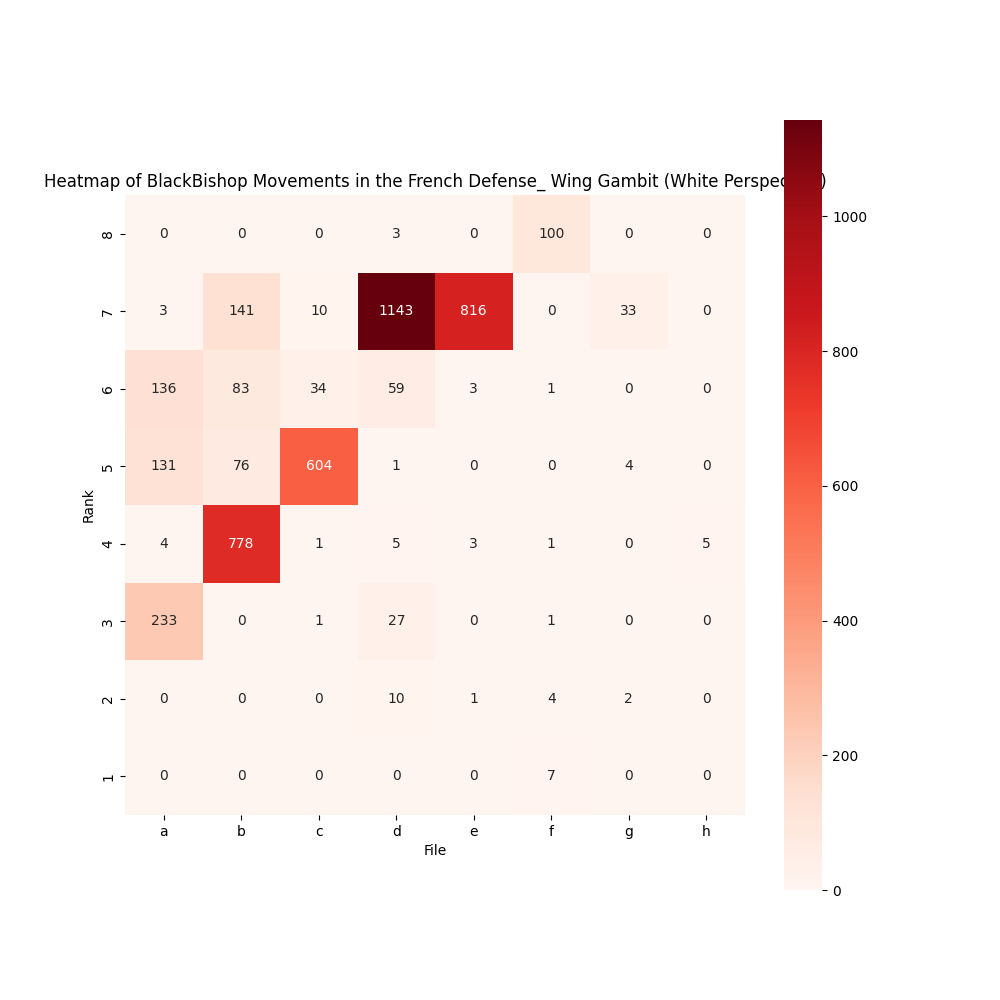 Heatmap of BlackBishop Movements in the French Defense_ Wing Gambit (White )
8 0 0 0 3 0 100 0 0
7 3 141 10 1143 816 0 33 0
6 136 83 34 59 3 1 0 0
5 131 76 604 1 0 0 4 0
4 4 778 1 5 3 1 0 5
3 233 0 1 27 0 1 0 0
2 0 0 0 10 1 4 2 0
1 0 0 0 0 0 7 0 0
a b c d e f g h
Rank
File
1000
800
600
400
200
0